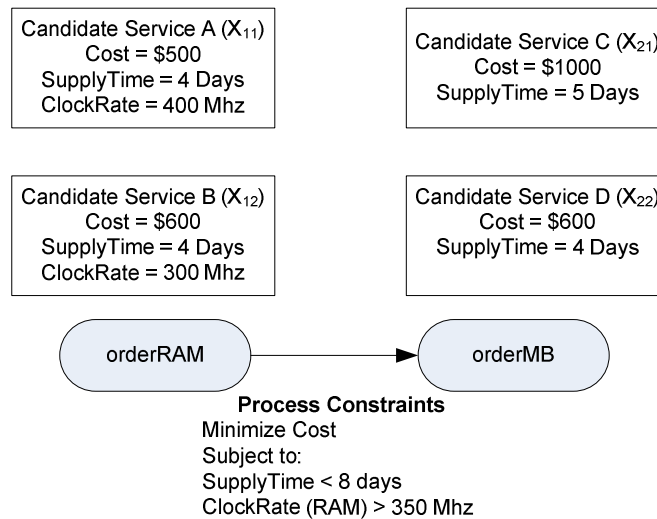 Candidate Service A (X₁₁)
Cost = $500
SupplyTime = 4 Days
ClockRate = 400 Mhz
Candidate Service C (X₂₁)
Cost = $1000
SupplyTime = 5 Days
Candidate Service B (X₁₂)
Cost = $600
SupplyTime = 4 Days
ClockRate = 300 Mhz
Candidate Service D (X₂₂)
Cost = $600
SupplyTime = 4 Days
orderRAM
orderMB
Process Constraints
Minimize Cost
Subject to:
SupplyTime < 8 days
ClockRate (RAM) > 350 Mhz